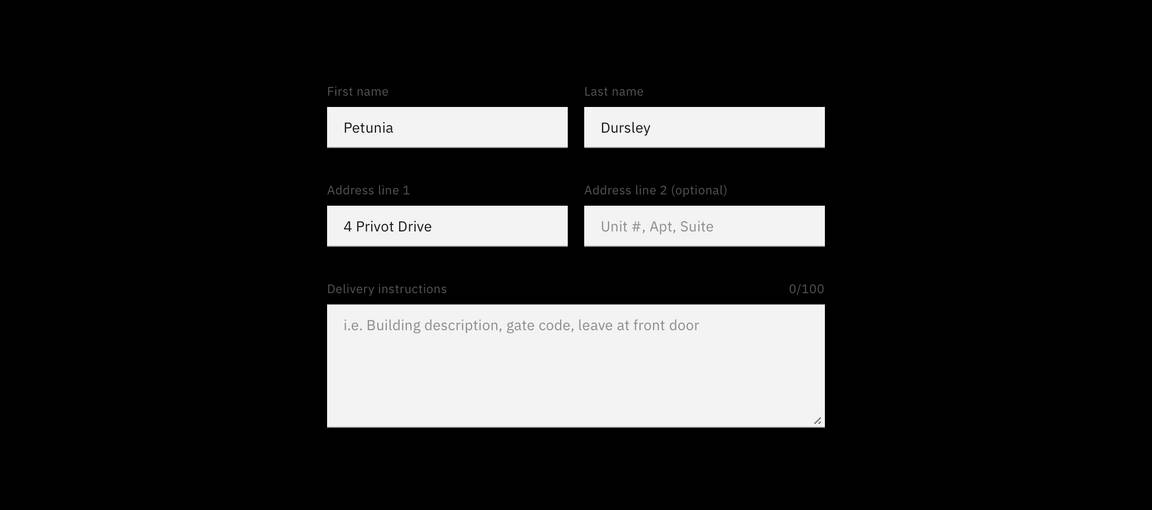 First name Last name
Petunia Dursley
Address line 1 Address line 2 (optional)
4 Privot Drive Unit #, Apt, Suite
Delivery instructions 0/100
i.e. Building description, gate code, leave at front door